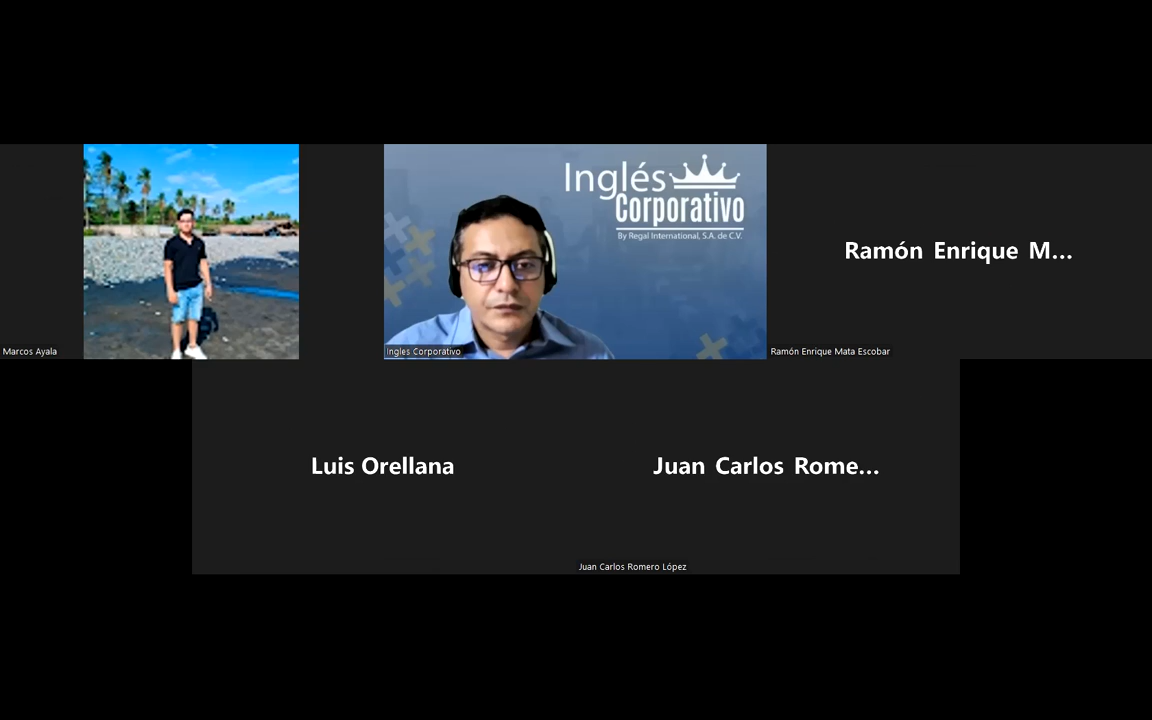 Inglés
Corporativo
By Regal International, S.A. de C.V.
Ramón Enrique M...
Marcos Ayala
Ingles Corporativo
Ramón Enrique Mata Escobar
Luis Orellana
Juan Carlos Rome...
Juan Carlos Romero López